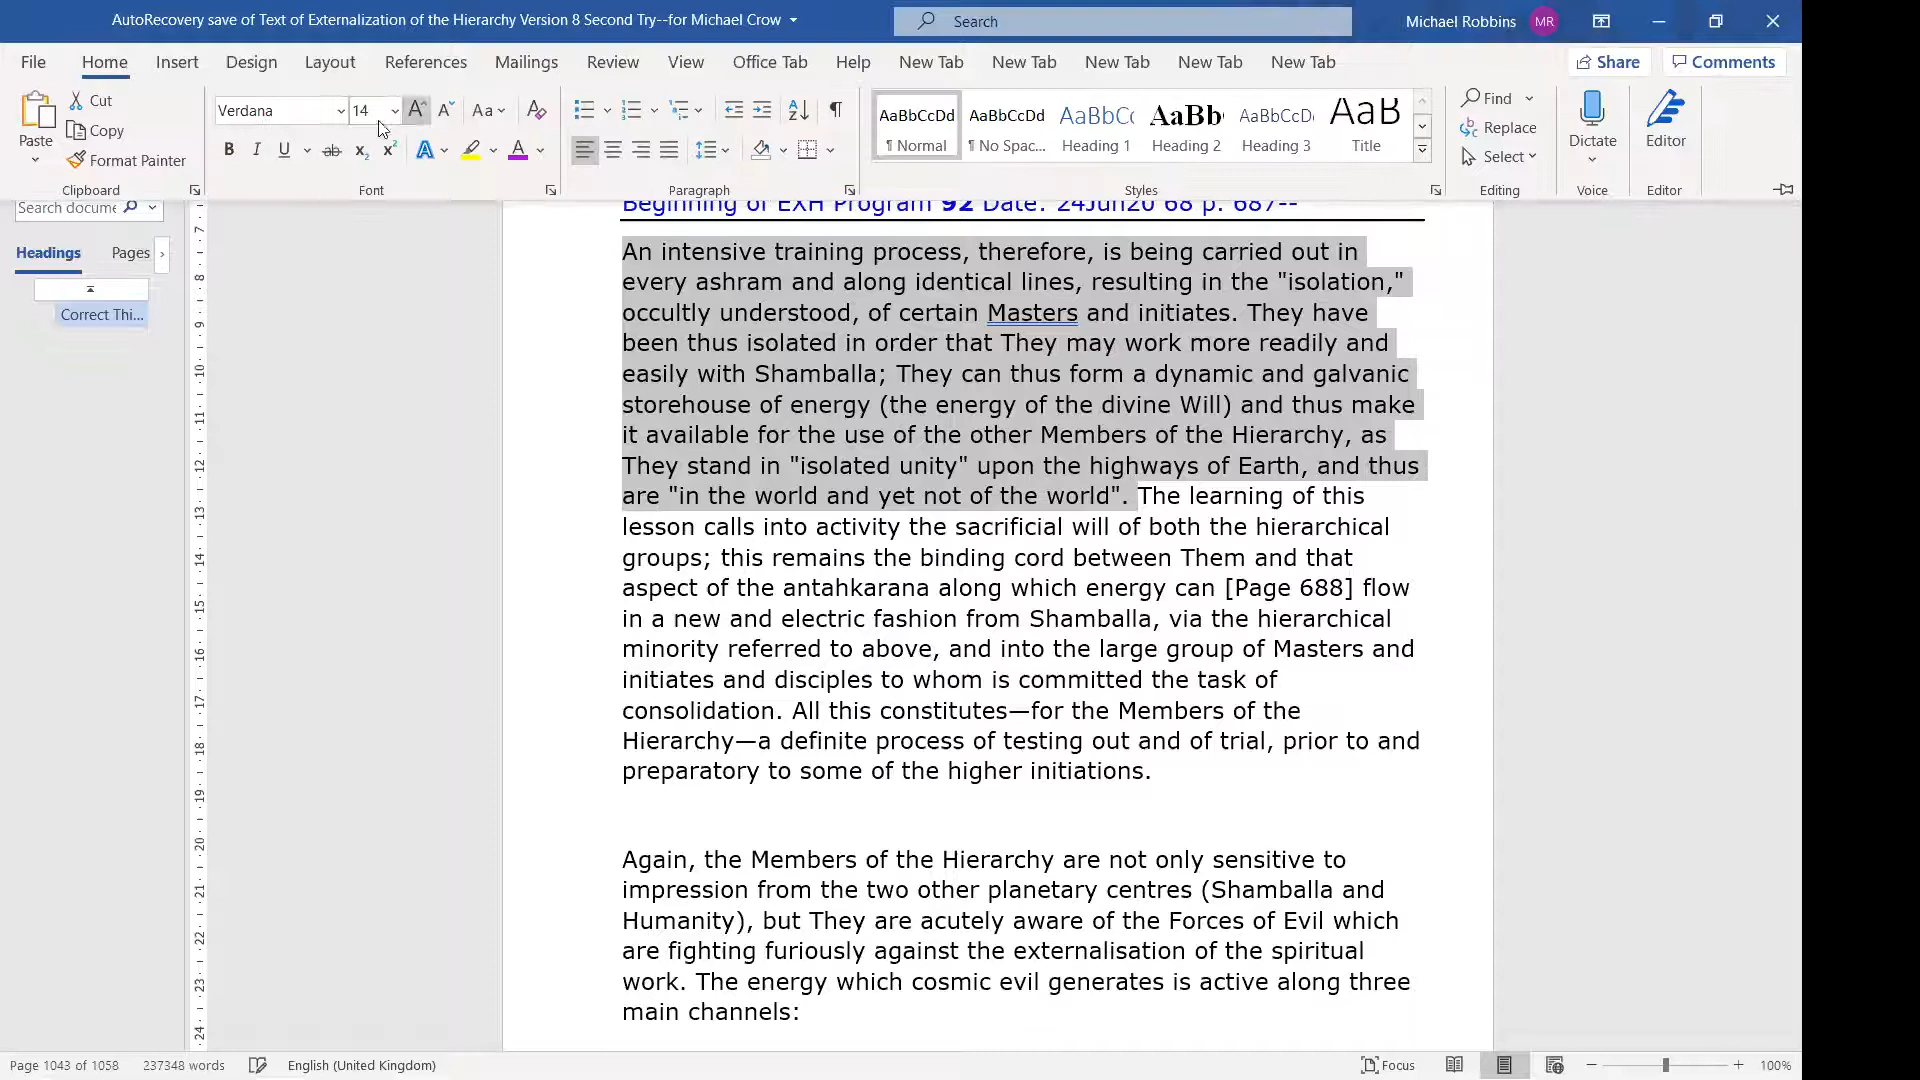 AutoRecovery save of Text of Externalization of the Hierarchy Version 8 Second Try--for Michael Crow
Search
Michael Robbins
MR
File Home Insert Design Layout References Mailings Review View Office Tab Help New Tab New Tab New Tab New Tab New Tab
Share
Comments
Paste
Cut
Copy
Format Painter
Clipboard
Verdana
14
Font
Paragraph
AaBbCcDd
¶ Normal
AaBbCcDd
¶ No Spac...
AaBbCc
Heading 1
AaBb
Heading 2
AaBbCcD
Heading 3
AaB
Title
Styles
Find
Replace
Select
Editing
Dictate
Voice
Editor
Editor
Search docume
Headings
Pages
Correct Thi...
Beginning of EXH Program 92 Date: 24Jun20 68 p. 687--
An intensive training process, therefore, is being carried out in
every ashram and along identical lines, resulting in the "isolation,"
occultly understood, of certain Masters and initiates. They have
been thus isolated in order that They may work more readily and
easily with Shamballa; They can thus form a dynamic and galvanic
storehouse of energy (the energy of the divine Will) and thus make
it available for the use of the other Members of the Hierarchy, as
They stand in "isolated unity" upon the highways of Earth, and thus
are "in the world and yet not of the world". The learning of this
lesson calls into activity the sacrificial will of both the hierarchical
groups; this remains the binding cord between Them and that
aspect of the antahkarana along which energy can [Page 688] flow
in a new and electric fashion from Shamballa, via the hierarchical
minority referred to above, and into the large group of Masters and
initiates and disciples to whom is committed the task of
consolidation. All this constitutes—for the Members of the
Hierarchy—a definite process of testing out and of trial, prior to and
preparatory to some of the higher initiations.
Again, the Members of the Hierarchy are not only sensitive to
impression from the two other planetary centres (Shamballa and
Humanity), but They are acutely aware of the Forces of Evil which
are fighting furiously against the externalisation of the spiritual
work. The energy which cosmic evil generates is active along three
main channels:
7
8
9
10
11
12
13
14
15
16
17
18
19
20
21
22
23
24
Page 1043 of 1058
237348 words
English (United Kingdom)
Focus
100%